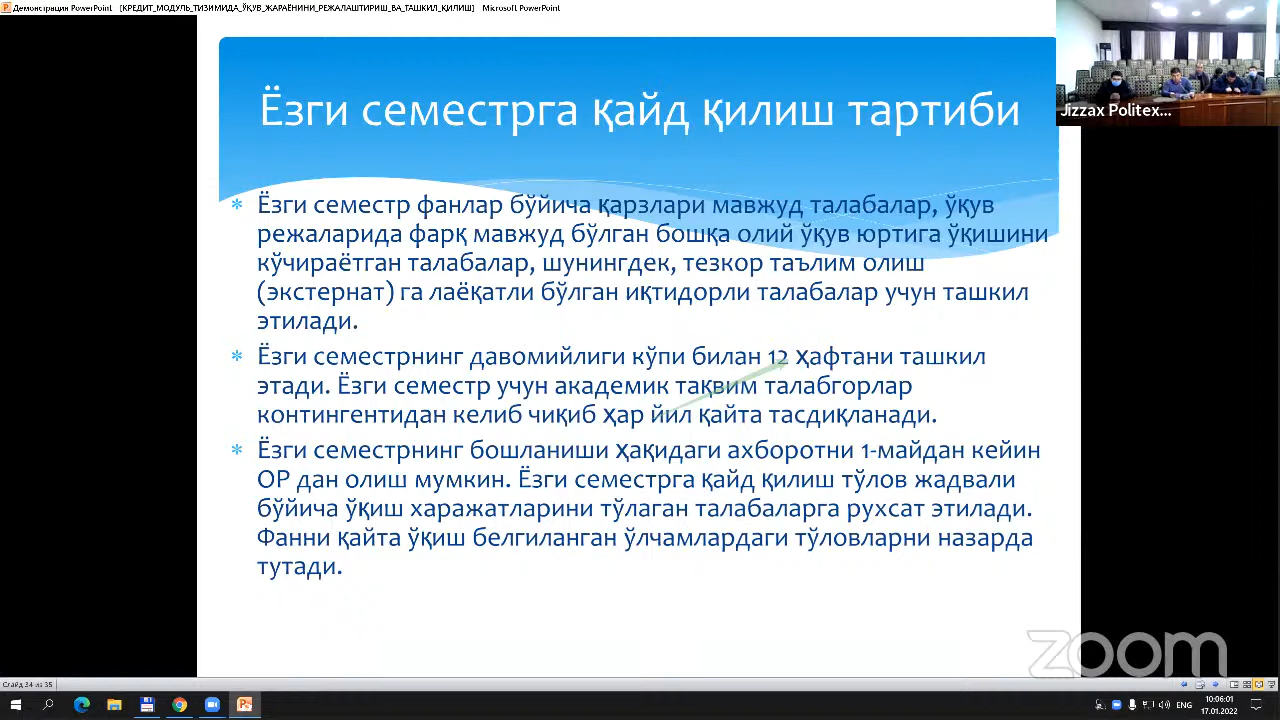 Демонстрация PowerPoint [КРЕДИТ_МОДУЛЬ_ТИЗИМИДА_ЎҚУВ_ЖАРАЁНИНИ_РЕЖАЛАШТИРИШ_ВА_ТАШКИЛ_ҚИЛИШ] Microsoft PowerPoint
Jizzax Politex...
Ёзги семестрга қайд қилиш тартиби
* Ёзги семестр фанлар бўйича қарзлари мавжуд талабалар, ўқув
режаларида фарқ мавжуд бўлган бошқа олий ўқув юртига ўқишини
кўчираётган талабалар, шунингдек, тезкор таълим олиш
(экстернат) га лаёқатли бўлган иқтидорли талабалар учун ташкил
этилади.
* Ёзги семестрнинг давомийлиги кўпи билан 12 ҳафтани ташкил
этади. Ёзги семестр учун академик тақвим талабгорлар
контингентидан келиб чиқиб ҳар йил қайта тасдиқланади.
* Ёзги семестрнинг бошланиши ҳақидаги ахборотни 1-майдан кейин
ОР дан олиш мумкин. Ёзги семестрга қайд қилиш тўлов жадвали
бўйича ўқиш харажатларини тўлаган талабаларга рухсат этилади.
Фанни қайта ўқиш белгиланган ўлчамлардаги тўловларни назарда
тутади.
zoom
Слайд 34 из 35
ENG
10:06:01
17.01.2022